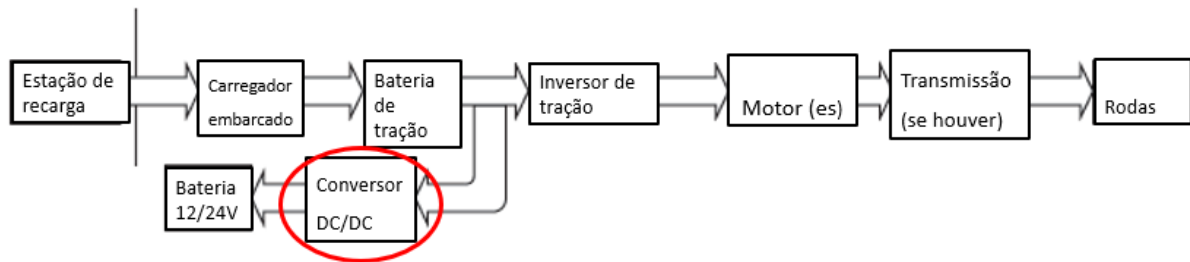 Estação de
recarga
Carregador
embarcado
Bateria
de
tração
Inversor de
tração
Motor (es)
Transmissão
(se houver)
Rodas
Bateria
12/24V
Conversor
DC/DC